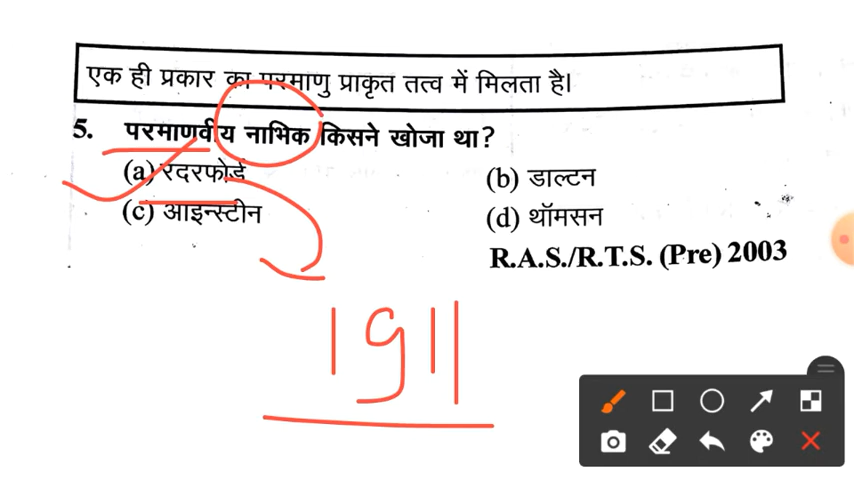 एक ही प्रकार का परमाणु प्राकृत तत्व में मिलता है।
5. परमाणवीय नाभिक किसने खोजा था?
(a) रदरफोर्ड (b) डाल्टन
(c) आइन्स्टीन (d) थॉमसन
R.A.S./R.T.S. (Pre) 2003
1911